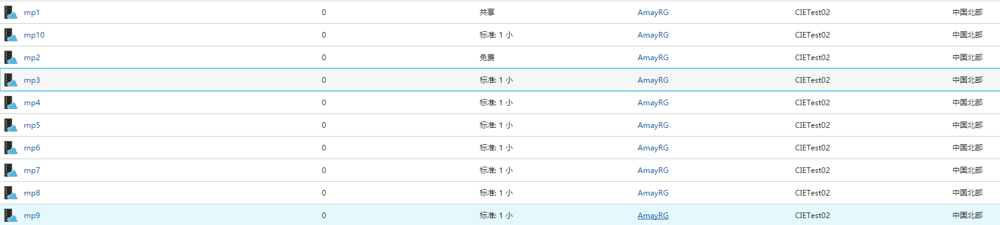 mp1 0 共享 AmayRG CIETest02 中国北部
mp10 0 标准: 1 小 AmayRG CIETest02 中国北部
mp2 0 免费 AmayRG CIETest02 中国北部
mp3 0 标准: 1 小 AmayRG CIETest02 中国北部
mp4 0 标准: 1 小 AmayRG CIETest02 中国北部
mp5 0 标准: 1 小 AmayRG CIETest02 中国北部
mp6 0 标准: 1 小 AmayRG CIETest02 中国北部
mp7 0 标准: 1 小 AmayRG CIETest02 中国北部
mp8 0 标准: 1 小 AmayRG CIETest02 中国北部
mp9 0 标准: 1 小 AmayRG CIETest02 中国北部